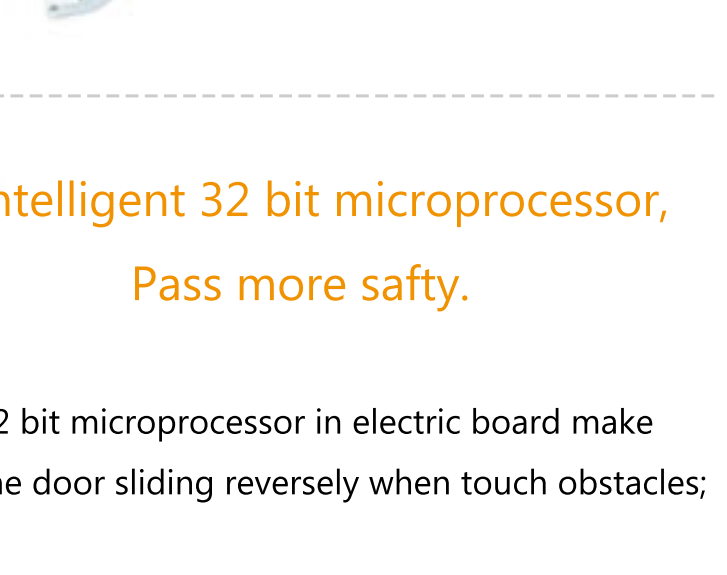 ntelligent 32 bit microprocessor,
Pass more safty.
2 bit microprocessor in electric board make
e door sliding reversely when touch obstacles;